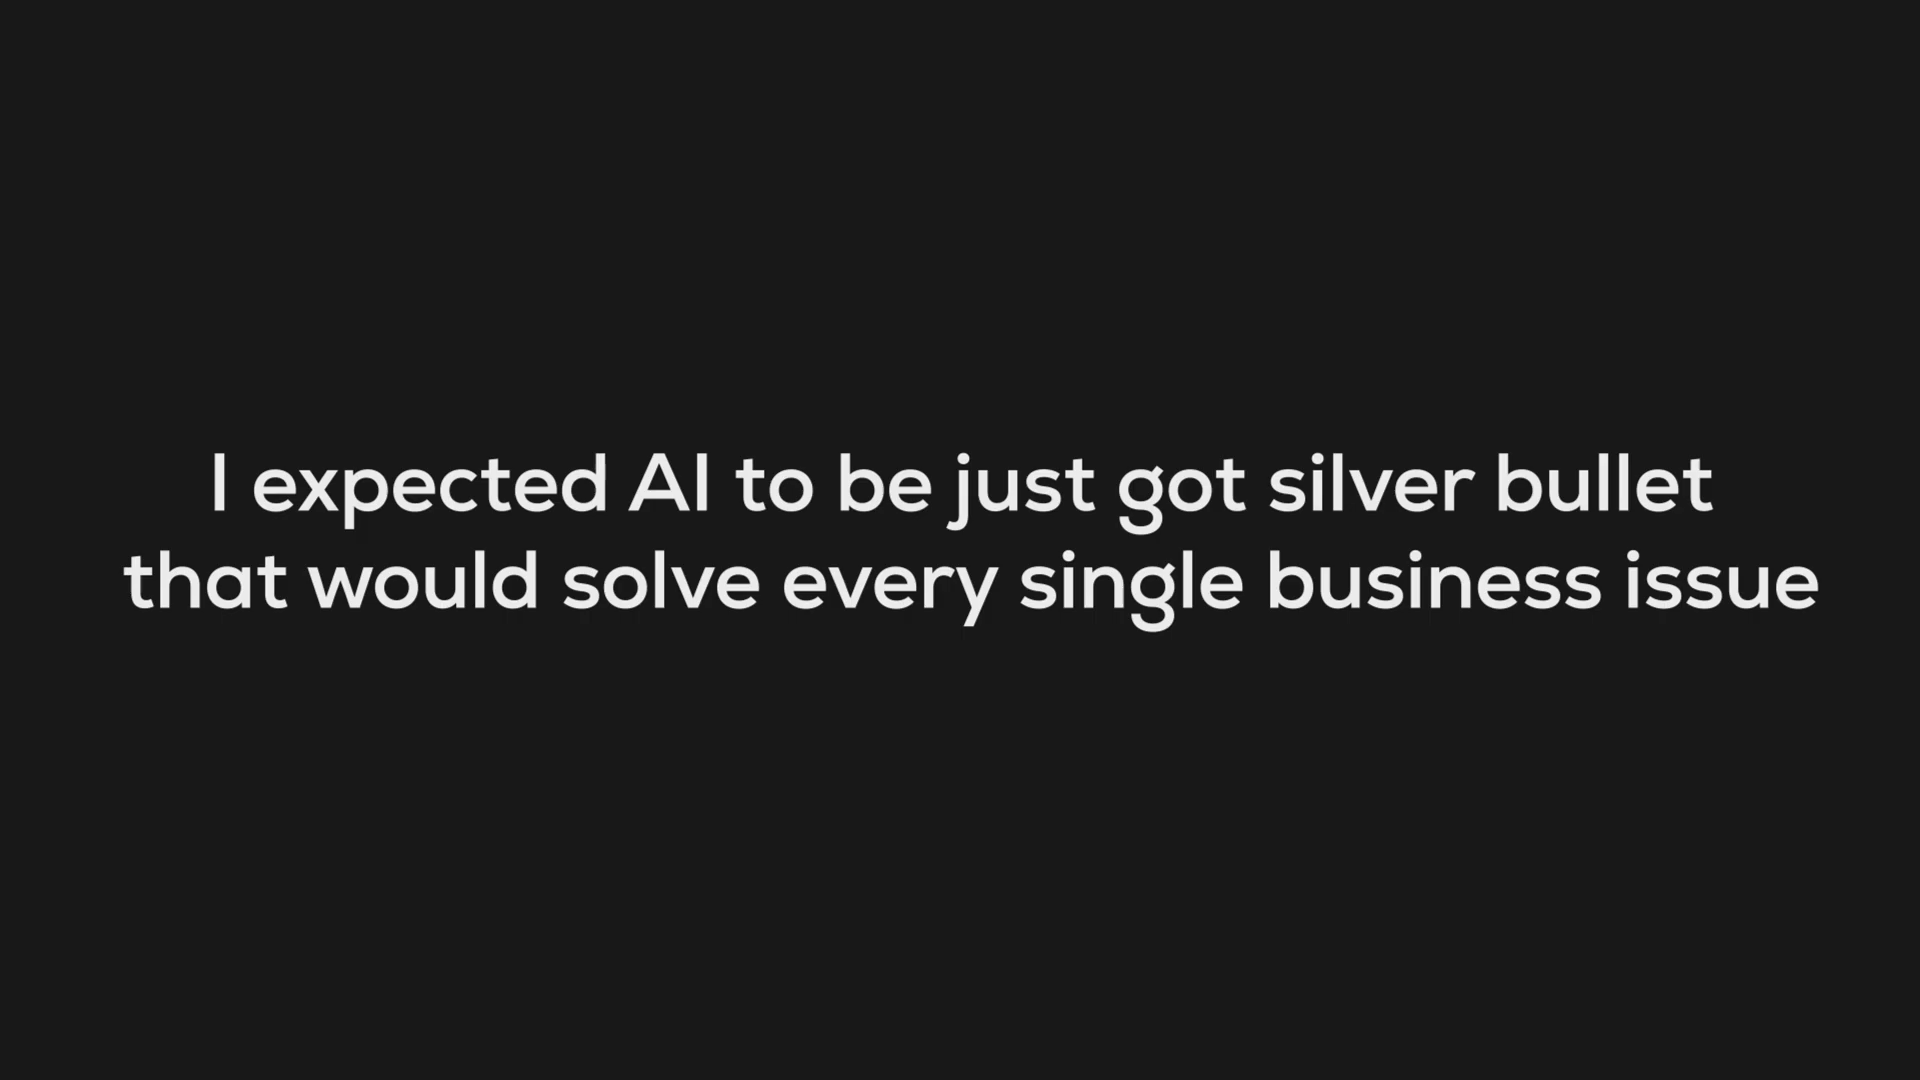 I expected AI to be just got silver bullet
that would solve every single business issue